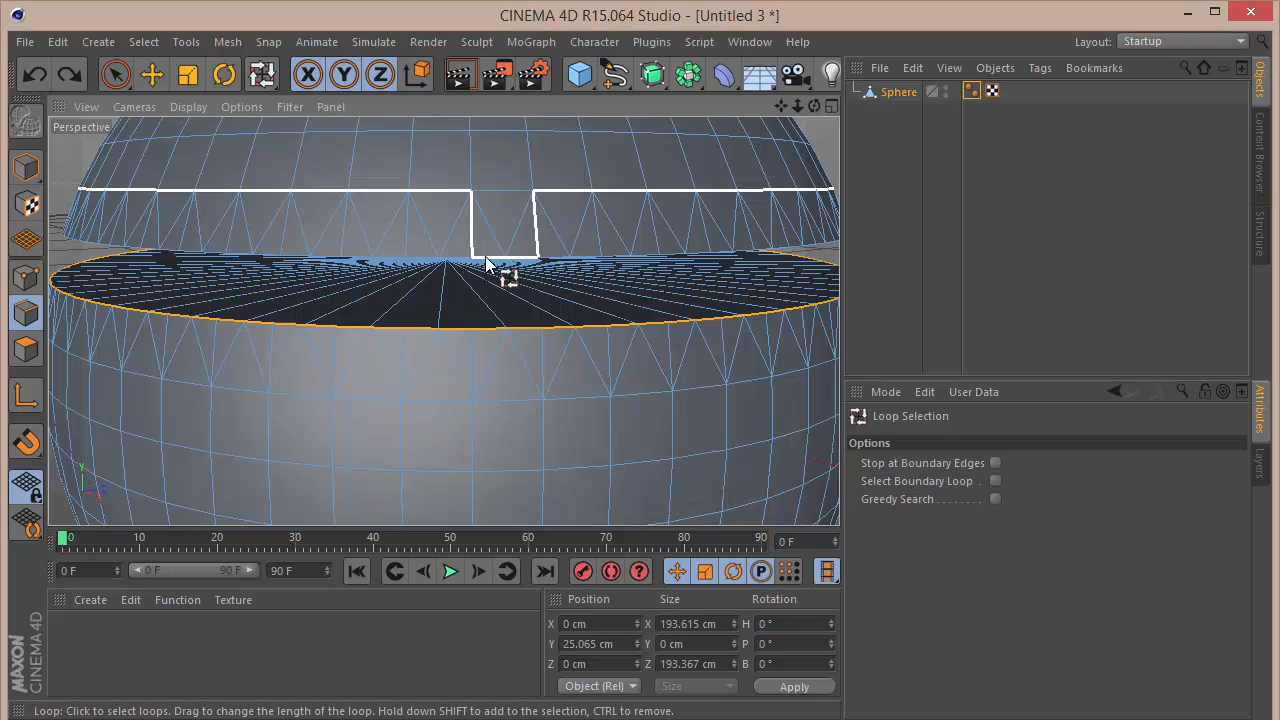 CINEMA 4D R15.064 Studio - [Untitled 3 *]
File Edit Create Select Tools Mesh Snap Animate Simulate Render Sculpt MoGraph Character Plugins Script Window Help Layout: Startup
X Y Z
File Edit View Objects Tags Bookmarks
Objects
Content Browser
Structure
Sphere
View Cameras Display Options Filter Panel
Perspective
Y
Mode Edit User Data
Attributes
Layers
Loop Selection
Options
Stop at Boundary Edges
Select Boundary Loop .
Greedy Search . . . . . . . .
0 10 20 30 40 50 60 70 80 90 0 F
0 F 0 F 90 F 90 F P
Create Edit Function Texture
Position Size Rotation
X 0 cm X 193.615 cm H 0 °
Y 25.065 cm Y 0 cm P 0 °
Z 0 cm Z 193.367 cm B 0 °
Object (Rel) Size Apply
MAXON CINEMA 4D
Loop: Click to select loops. Drag to change the length of the loop. Hold down SHIFT to add to the selection, CTRL to remove.